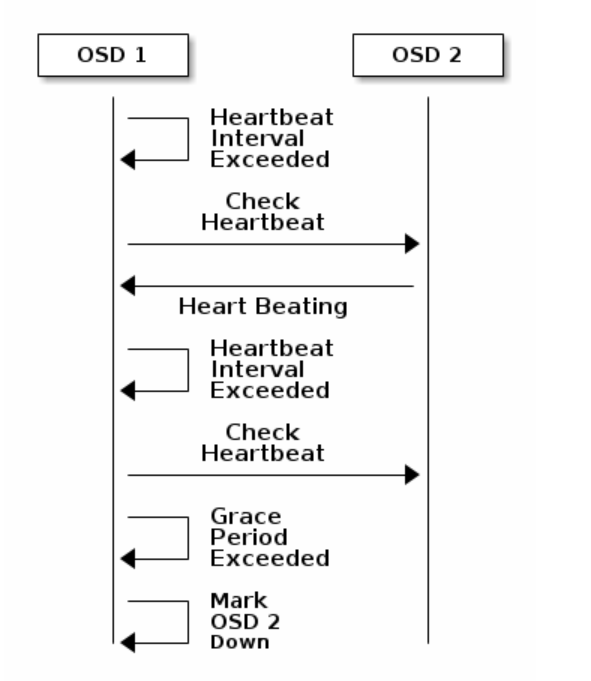 OSD 1
OSD 2
Heartbeat
Interval
Exceeded
Check
Heartbeat
Heart Beating
Heartbeat
Interval
Exceeded
Check
Heartbeat
Grace
Period
Exceeded
Mark
OSD 2
Down